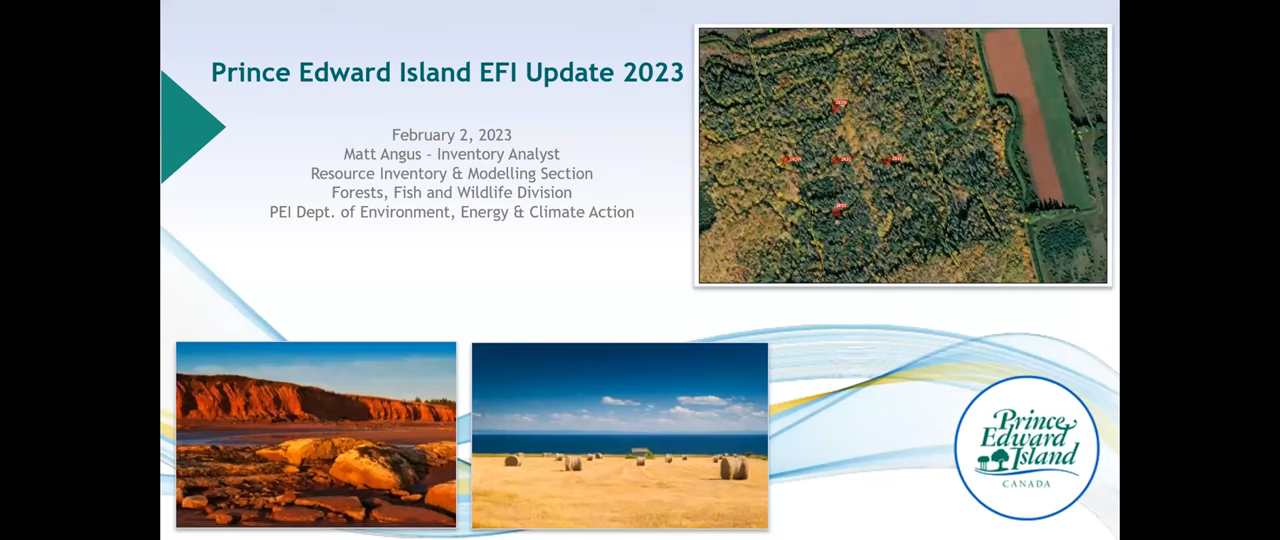 Prince Edward Island EFI Update 2023
February 2, 2023
Matt Angus - Inventory Analyst
Resource Inventory & Modelling Section
Forests, Fish and Wildlife Division
PEI Dept. of Environment, Energy & Climate Action
Prince
Edward
Island
CANADA